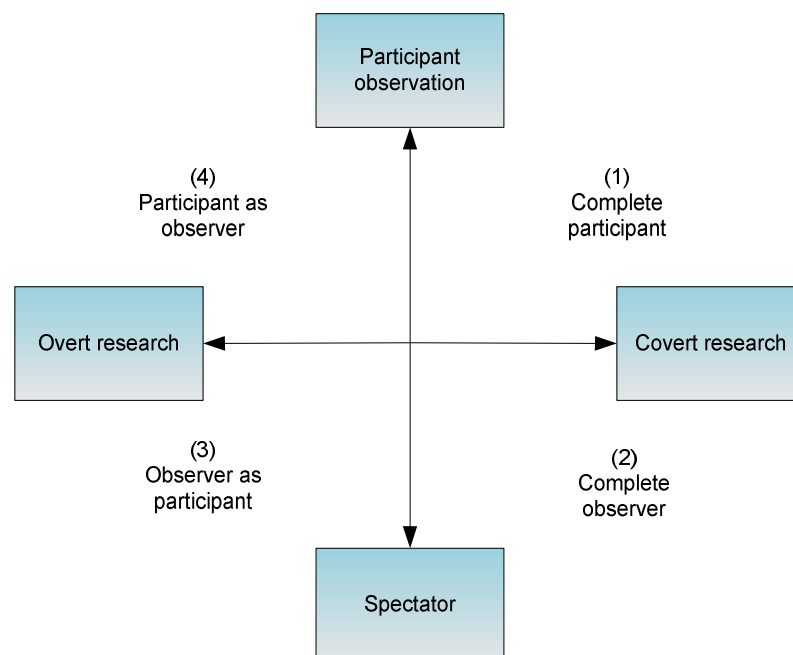 Participant
observation
(4)
Participant as
observer
(1)
Complete
participant
Overt research
Covert research
(3)
Observer as
participant
(2)
Complete
observer
Spectator